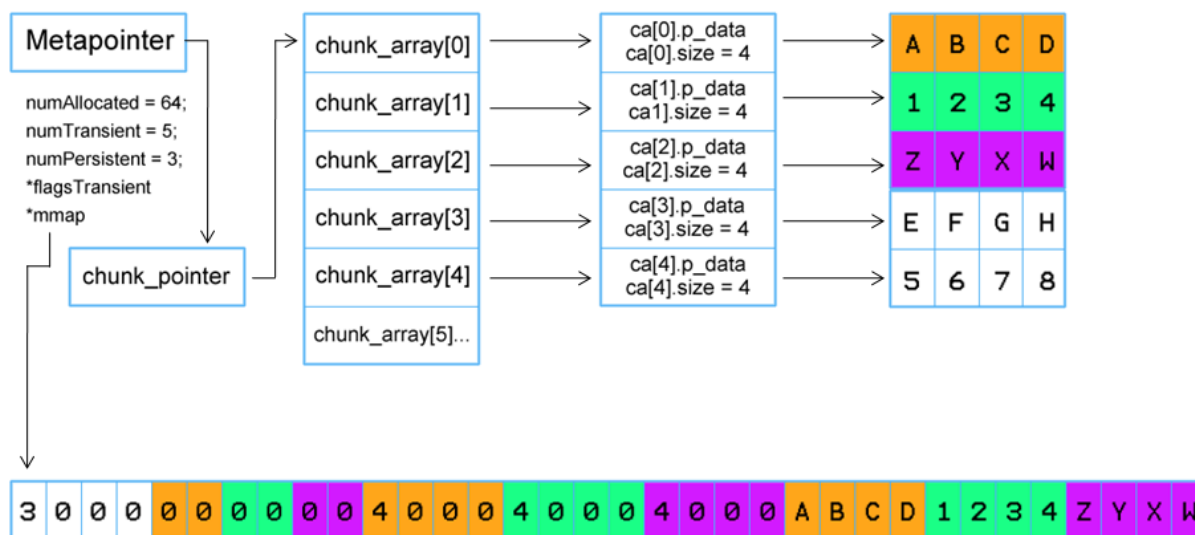 Metapointer
numAllocated = 64;
numTransient = 5;
numPersistent = 3;
*flagsTransient
*mmap
chunk_pointer
chunk_array[0]
chunk_array[1]
chunk_array[2]
chunk_array[3]
chunk_array[4]
chunk_array[5]...
ca[0].p_data
ca[0].size = 4
ca[1].p_data
ca1].size = 4
ca[2].p_data
ca[2].size = 4
ca[3].p_data
ca[3].size = 4
ca[4].p_data
ca[4].size = 4
A B C D
1 2 3 4
Z Y X W
E F G H
5 6 7 8
3 0 0 0 0 0 0 0 0 0 4 0 0 0 4 0 0 0 4 0 0 0 A B C D 1 2 3 4 Z Y X W